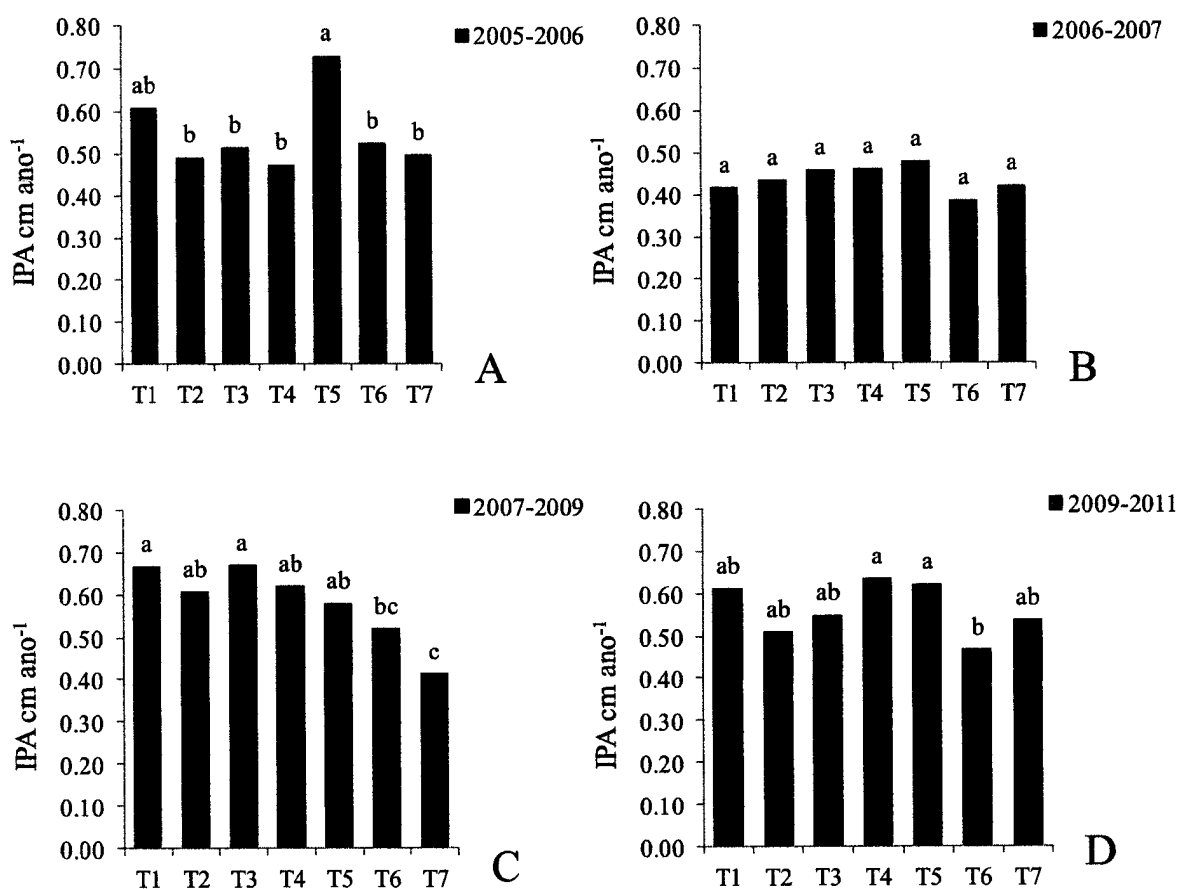 2005-2006
0.80
0.70
0.60
0.50
0.40
0.30
0.20
0.10
0.00
IPA cm ano⁻¹
ab b b b a b b
T1 T2 T3 T4 T5 T6 T7
A
2006-2007
0.80
0.70
0.60
0.50
0.40
0.30
0.20
0.10
0.00
IPA cm ano⁻¹
a a a a a a a
T1 T2 T3 T4 T5 T6 T7
B
2007-2009
0.80
0.70
0.60
0.50
0.40
0.30
0.20
0.10
0.00
IPA cm ano⁻¹
a ab a ab ab bc c
T1 T2 T3 T4 T5 T6 T7
C
2009-2011
0.80
0.70
0.60
0.50
0.40
0.30
0.20
0.10
0.00
IPA cm ano⁻¹
ab ab ab a a b ab
T1 T2 T3 T4 T5 T6 T7
D